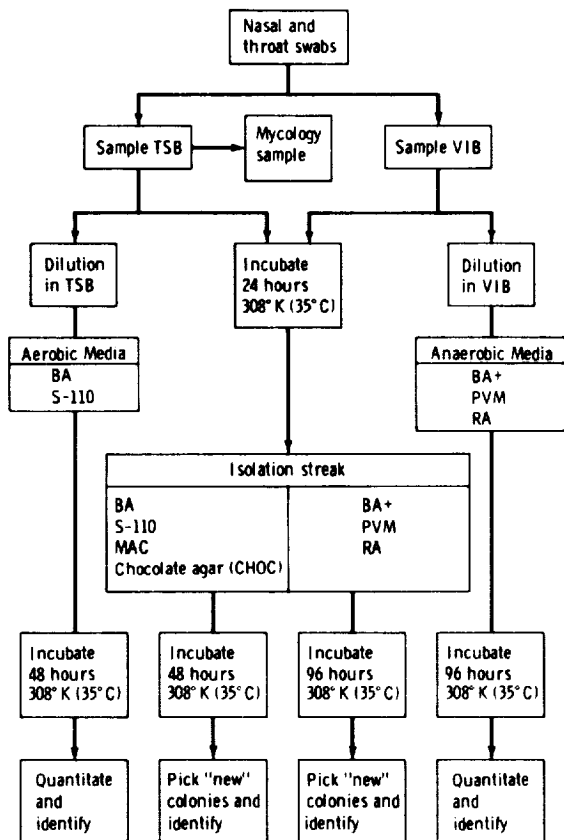 Nasal and
throat swabs
Sample TSB
Mycology
sample
Sample VIB
Dilution
in TSB
Incubate
24 hours
308° K (35° C)
Dilution
in VIB
Aerobic Media
BA
S-110
Anaerobic Media
BA+
PVM
RA
Isolation streak
BA
S-110
MAC
Chocolate agar (CHOC)
BA+
PVM
RA
Incubate
48 hours
308° K (35° C)
Incubate
48 hours
308° K (35° C)
Incubate
96 hours
308° K (35° C)
Incubate
96 hours
308° K (35° C)
Quantitate
and
identify
Pick "new"
colonies and
identify
Pick "new"
colonies and
identify
Quantitate
and
identify